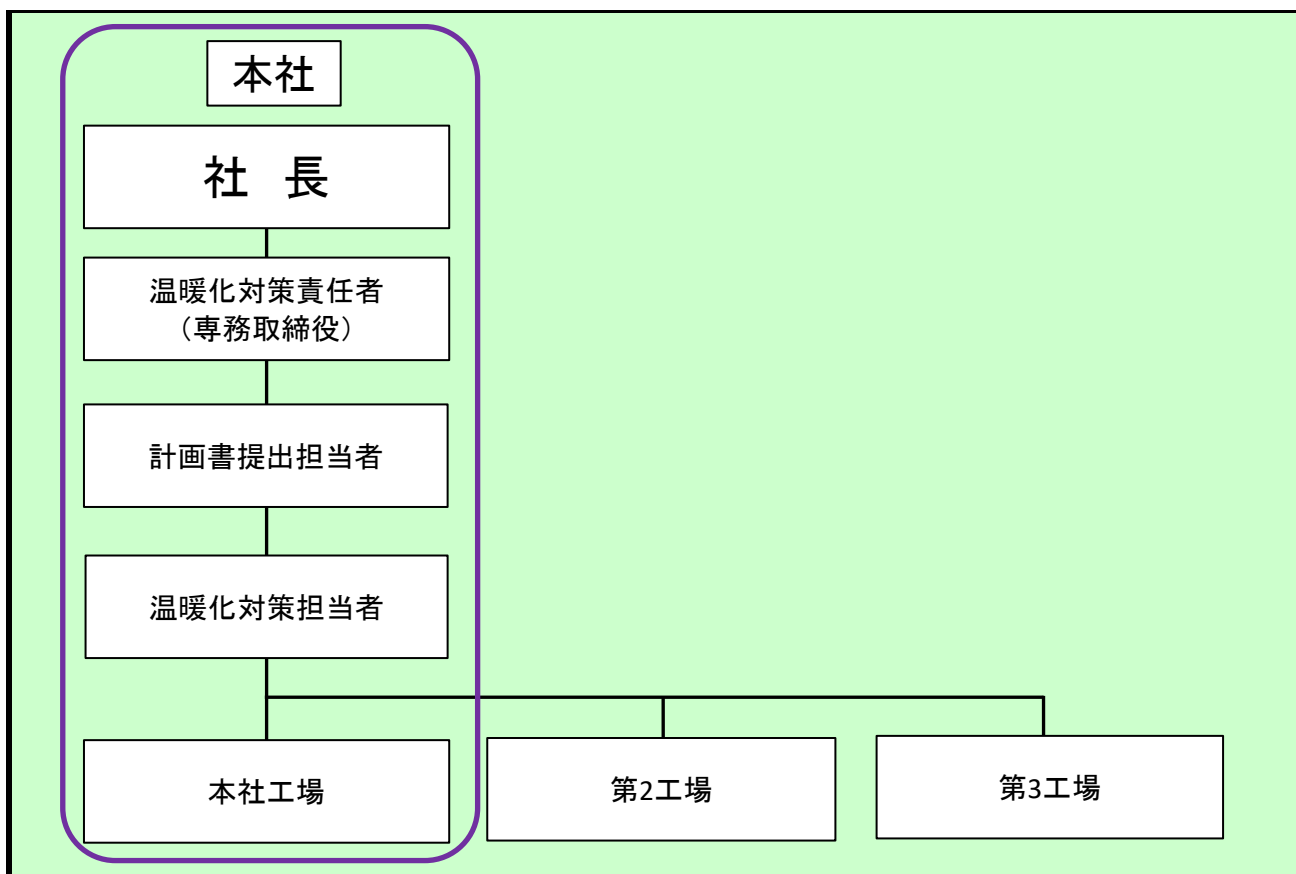 本社
社 長
温暖化対策責任者
（専務取締役）
計画書提出担当者
温暖化対策担当者
本社工場
第2工場
第3工場